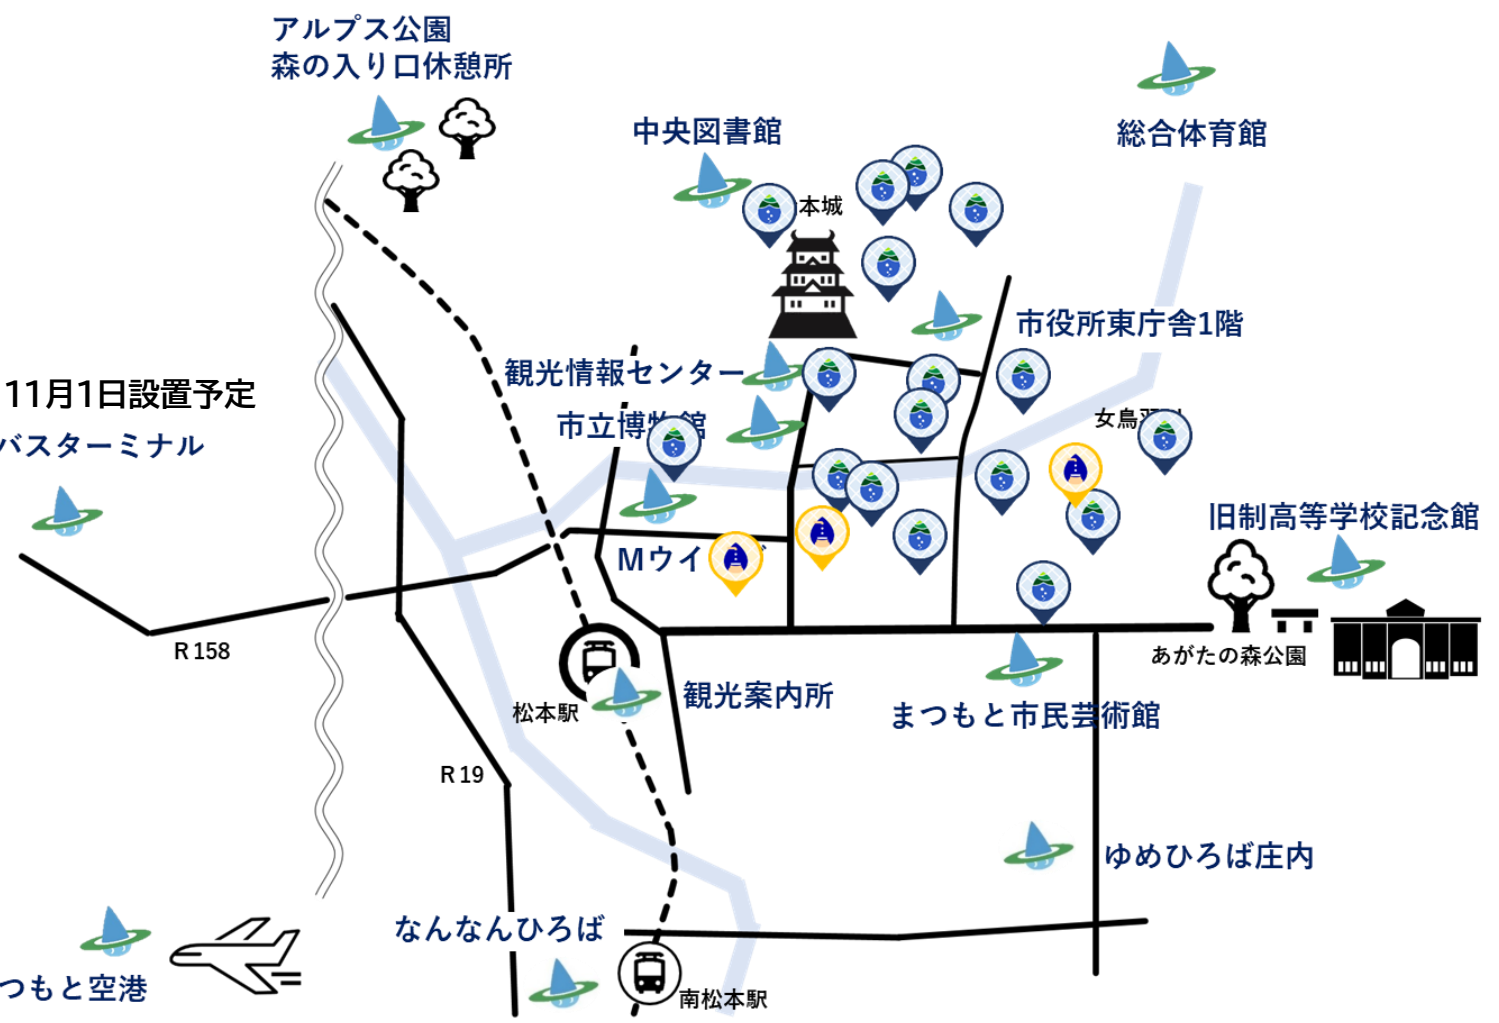 アルプス公園
森の入り口休憩所
中央図書館
総合体育館
本城
市役所東庁舎1階
観光情報センター
11月1日設置予定
市立博物館
女鳥羽川
バスターミナル
旧制高等学校記念館
Mウイング
R 158
あがたの森公園
観光案内所
松本駅
まつもと市民芸術館
R 19
ゆめひろば庄内
なんなんひろば
つもと空港
南松本駅